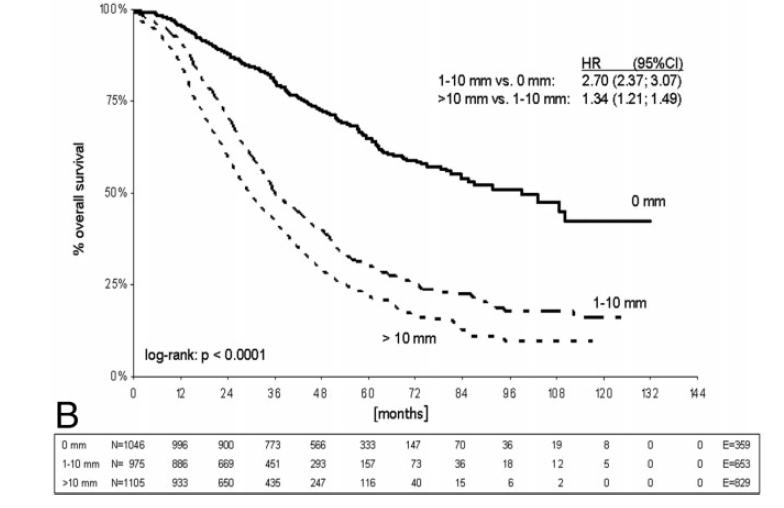 100%
75%
50%
25%
0%
% overall survival
HR (95%CI)
1-10 mm vs. 0 mm: 2.70 (2.37; 3.07)
>10 mm vs. 1-10 mm: 1.34 (1.21; 1.49)
0 mm
1-10 mm
> 10 mm
log-rank: p < 0.0001
0 12 24 36 48 60 72 84 96 108 120 132 144
[months]
B
0 mm N=1046 996 900 773 566 333 147 70 36 19 8 0 0 E=359
1-10 mm N= 975 886 669 451 293 157 73 36 18 12 5 0 0 E=653
>10 mm N=1105 933 650 435 247 116 40 15 6 2 0 0 0 E=829